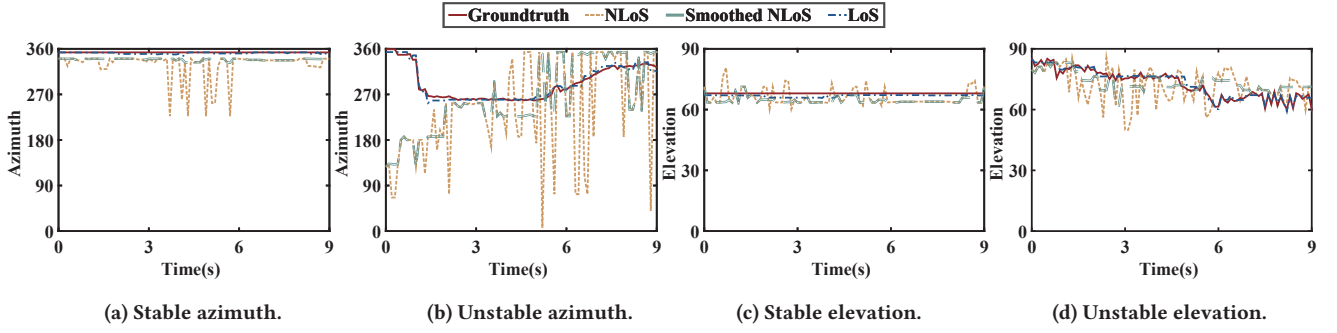 Groundtruth NLoS Smoothed NLoS LoS
360
270
180
90
0
Azimuth
0 3 6 9
Time(s)
(a) Stable azimuth.
360
270
180
90
0
Azimuth
0 3 6 9
Time(s)
(b) Unstable azimuth.
90
60
30
0
Elevation
0 3 6 9
Time(s)
(c) Stable elevation.
90
60
30
0
Elevation
0 3 6 9
Time(s)
(d) Unstable elevation.